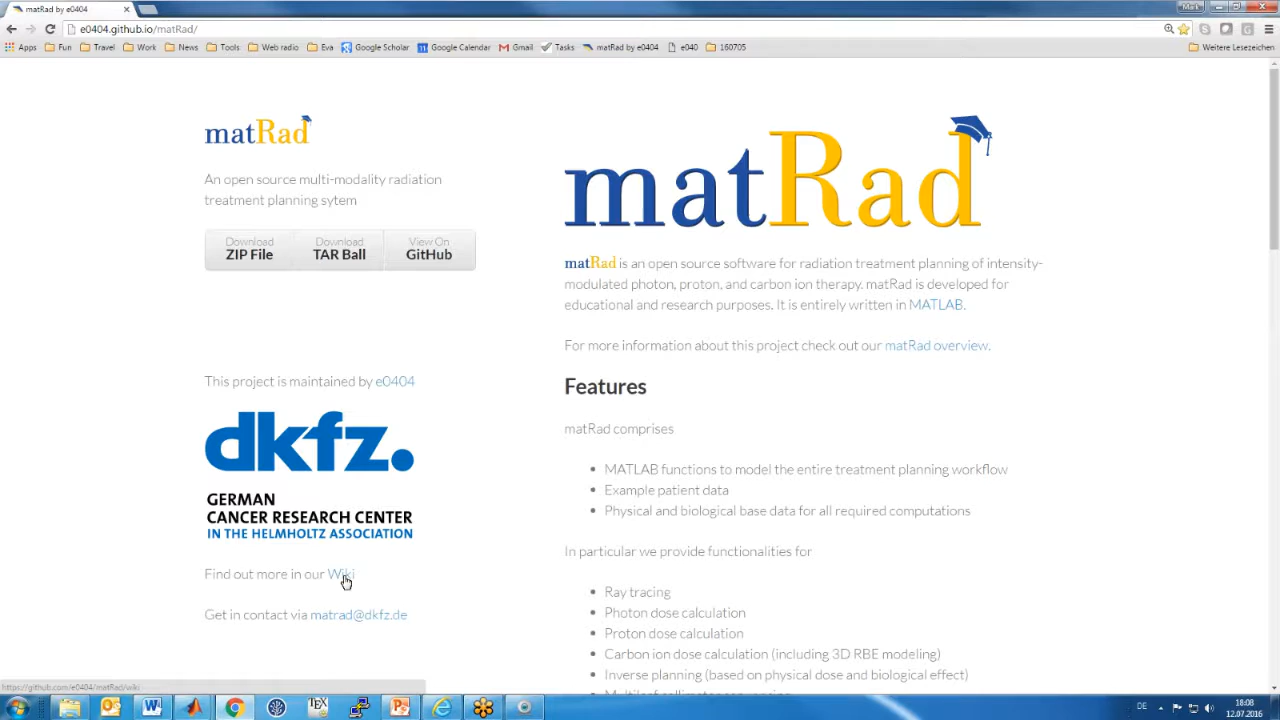 matRad by e0404
Mark
e0404.github.io/matRad/
Apps Fun Travel Work News Tools Web radio Eva Google Scholar 11 Google Calendar Gmail Tasks matRad by e0404 e040 160705 Weitere Lesezeichen
matRad
An open source multi-modality radiation
treatment planning sytem
Download Download View On
ZIP File TAR Ball GitHub
This project is maintained by e0404
dkfz.
GERMAN
CANCER RESEARCH CENTER
IN THE HELMHOLTZ ASSOCIATION
Find out more in our Wiki
Get in contact via matrad@dkfz.de
matRad
matRad is an open source software for radiation treatment planning of intensity-
modulated photon, proton, and carbon ion therapy. matRad is developed for
educational and research purposes. It is entirely written in MATLAB.
For more information about this project check out our matRad overview.
Features
matRad comprises
• MATLAB functions to model the entire treatment planning workflow
• Example patient data
• Physical and biological base data for all required computations
In particular we provide functionalities for
• Ray tracing
• Photon dose calculation
• Proton dose calculation
• Carbon ion dose calculation (including 3D RBE modeling)
• Inverse planning (based on physical dose and biological effect)
https://github.com/e0404/matRad/wiki
TEX
DE
18:08
12.07.2016